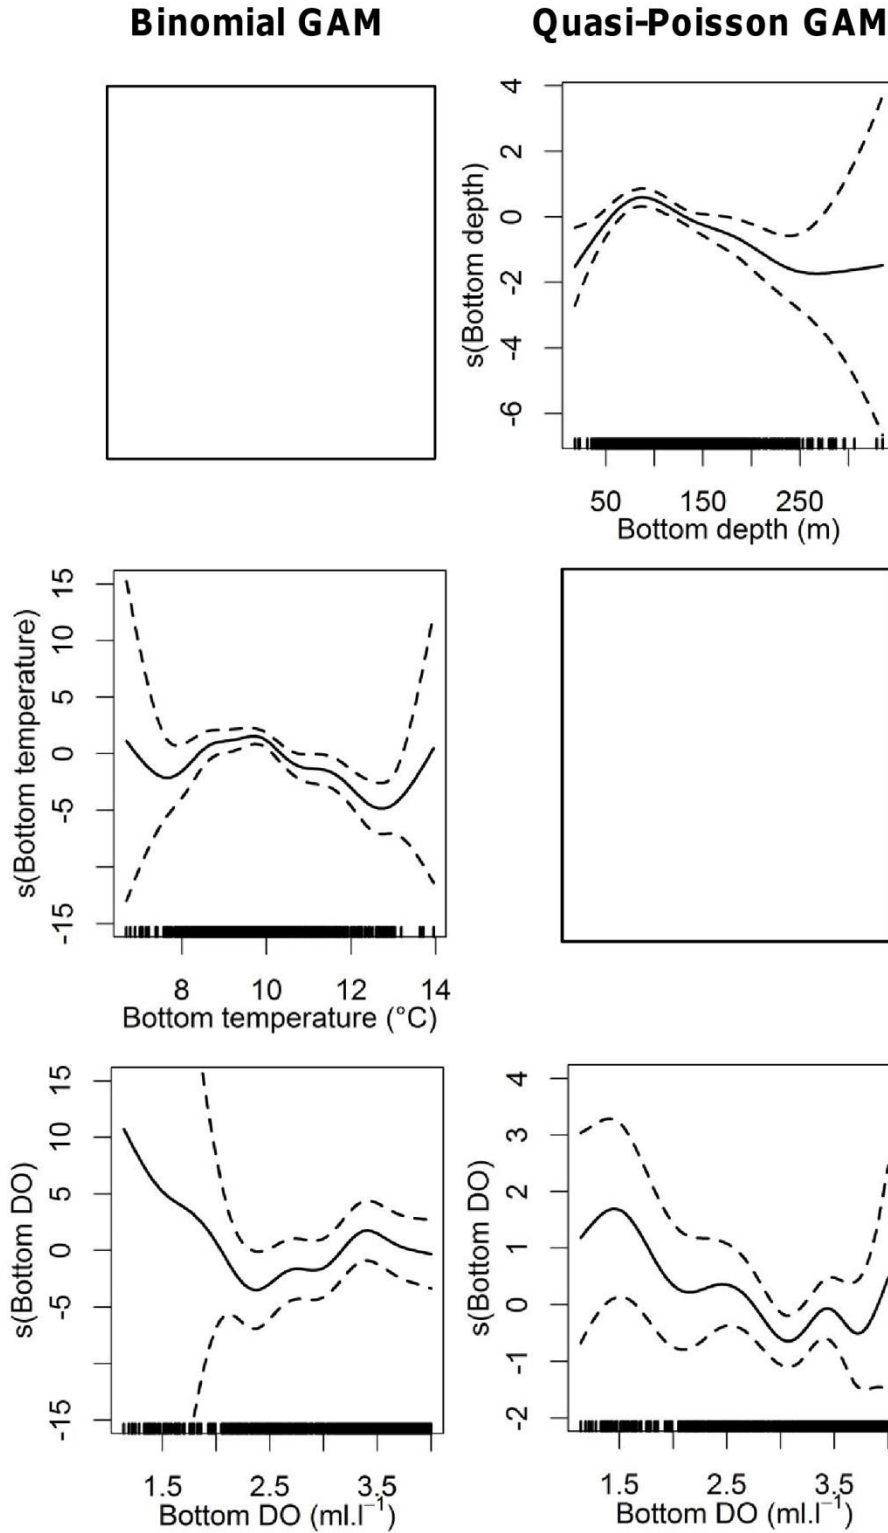 Binomial GAM
Quasi-Poisson GAM
s(Bottom depth)
4
2
0
-2
-4
-6
50 150 250
Bottom depth (m)
s(Bottom temperature)
15
10
5
0
-5
-15
8 10 12 14
Bottom temperature (°C)
s(Bottom DO)
15
10
5
0
-5
-15
1.5 2.5 3.5
Bottom DO (ml.l⁻¹)
s(Bottom DO)
4
3
2
1
0
-1
-2
1.5 2.5 3.5
Bottom DO (ml.l⁻¹)